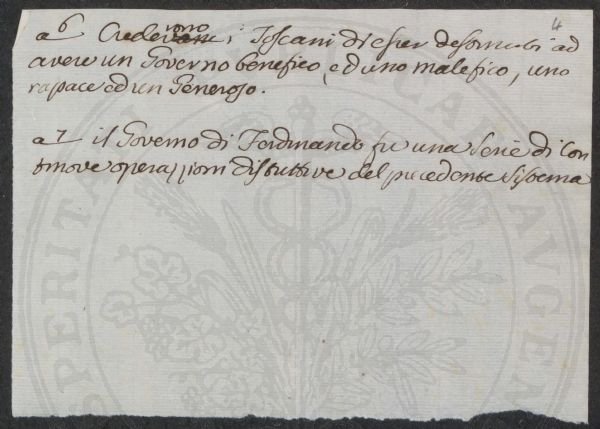 4
a 6 Credevano i Toscani di esser destinati ad
avere un Governo benefico, ed uno malefico, uno
rapace ed un Generoso.
a 7 il Governo di Ferdinando fu una serie di con
tinove operazioni distruttive del precedente Sistema